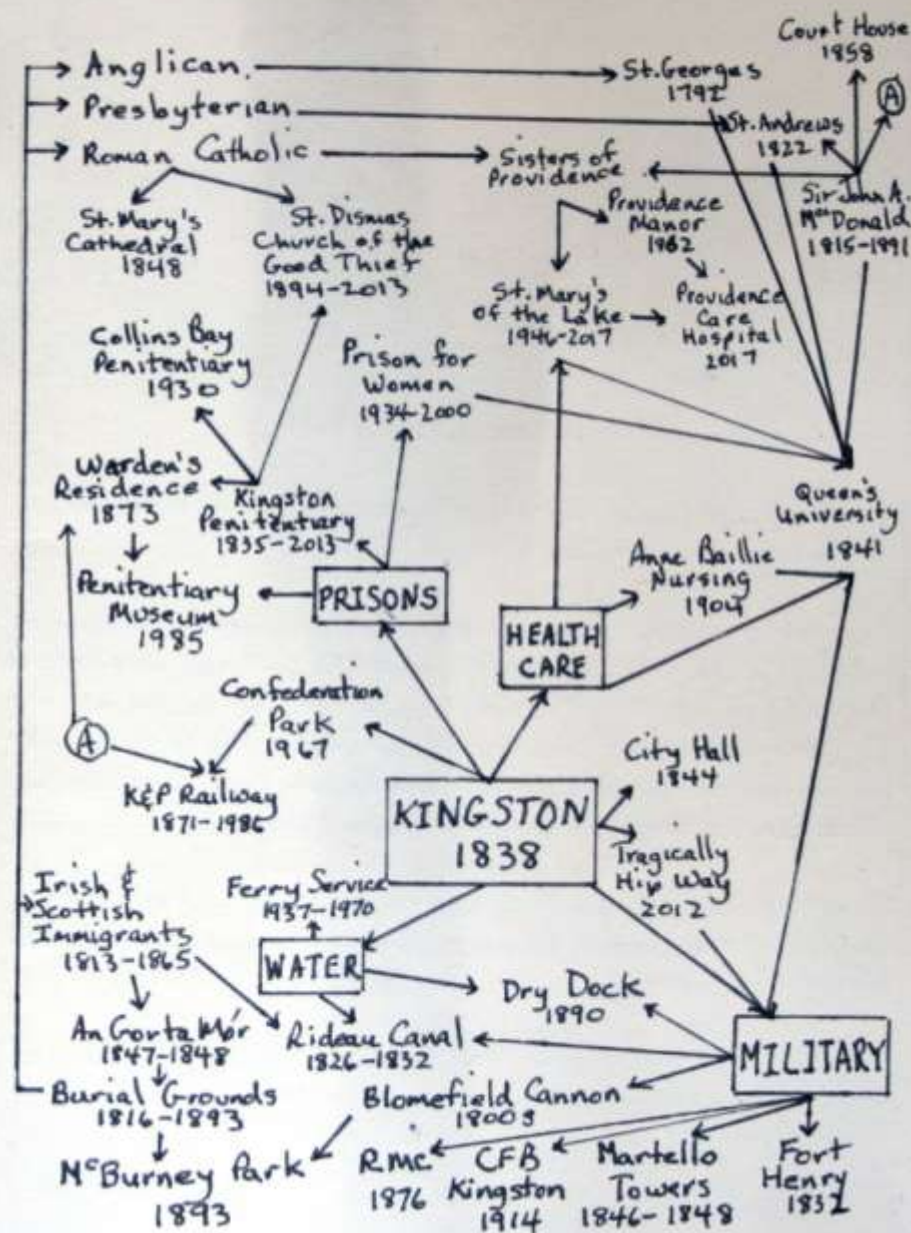 Court House
1858
Anglican
St. Georges
1792
A
Presbyterian
St. Andrews
1822
Roman Catholic
Sisters of
Providence
Sir John A.
McDonald
1815-1891
St. Mary's
Cathedral
1848
St. Dismas
Church of the
Good Thief
1894-2013
Providence
Manor
1862
St. Mary's
of the Lake
1946-2017
Providence
Care
Hospital
2017
Collins Bay
Penitentiary
1930
Prison for
Women
1934-2000
Warden's
Residence
1873
Kingston
Penitentiary
1835-2013
Queen's
University
1841
Penitentiary
Museum
1985
PRISONS
Anne Baillie
Nursing
1904
HEALTH
CARE
Confederation
Park
1967
A
K&P Railway
1871-1986
City Hall
1844
KINGSTON
1838
Tragically
Hip Way
2012
Irish &
Scottish
Immigrants
1813-1865
Ferry Service
1937-1970
WATER
Dry Dock
1890
An Gorta Mór
1847-1848
Rideau Canal
1826-1832
MILITARY
Burial Grounds
1816-1893
Blomefield Cannon
1800s
McBurney Park
1893
RMC
1876
CFB
Kingston
1914
Martello
Towers
1846-1848
Fort
Henry
1832